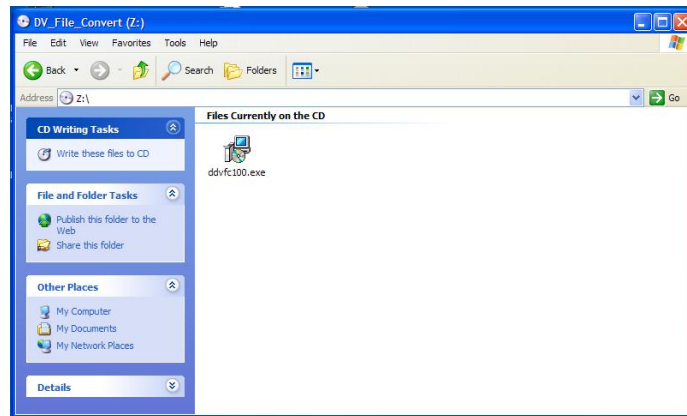 DV_File_Convert (Z:)
File Edit View Favorites Tools Help
Back Search Folders
Address Z:\ Go
Files Currently on the CD
CD Writing Tasks
Write these files to CD
ddvfc100.exe
File and Folder Tasks
Publish this folder to the
Web
Share this folder
Other Places
My Computer
My Documents
My Network Places
Details